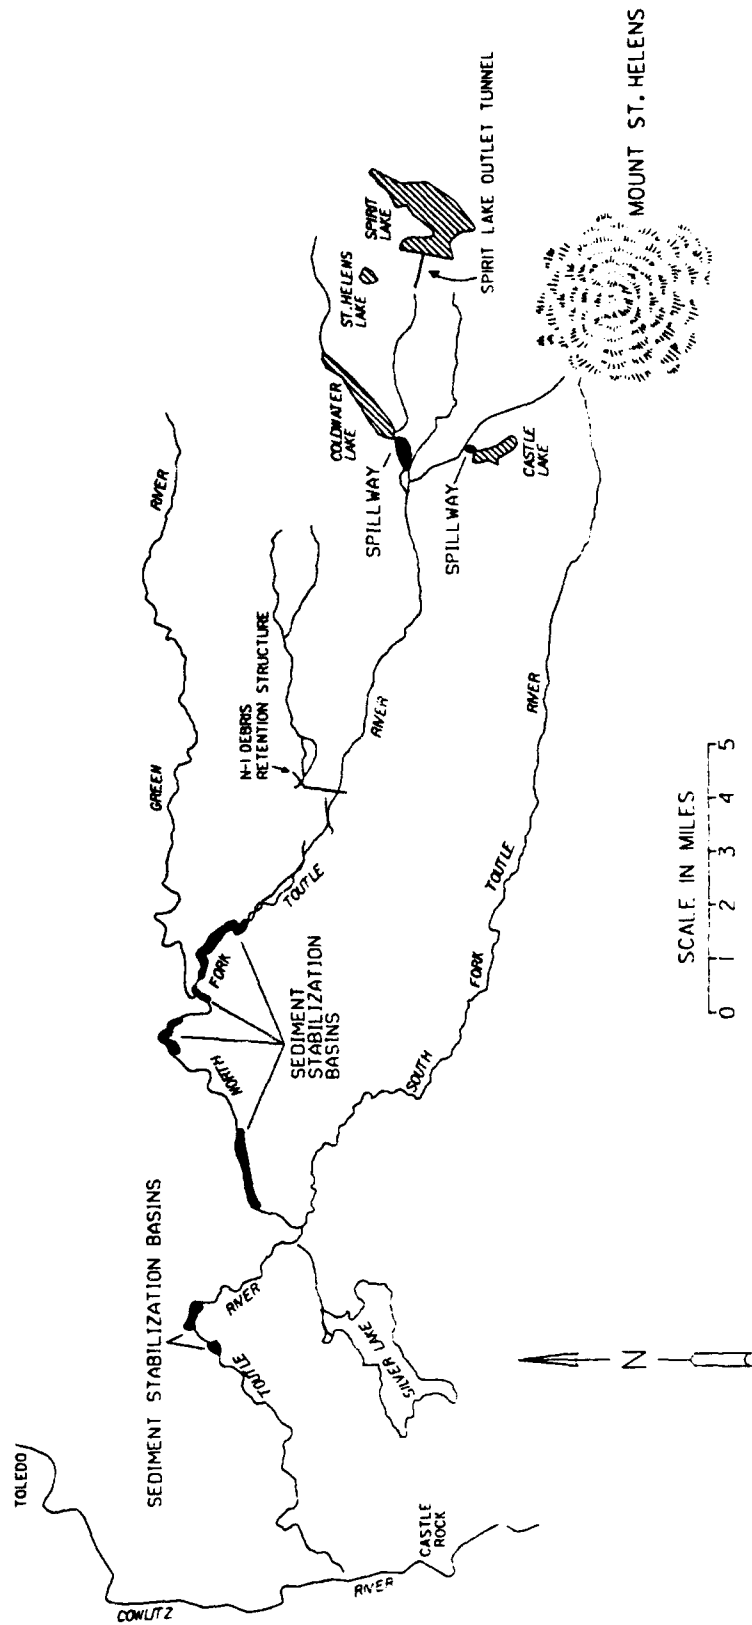 TOLEDO
COWLITZ
RIVER
CASTLE
ROCK
SEDIMENT STABILIZATION BASINS
TOUTLE
RIVER
SILVER LAKE
N
NORTH
FORK
TOUTLE
RIVER
SEDIMENT
STABILIZATION
BASINS
GREEN
RIVER
N-1 DEBRIS
RETENTION STRUCTURE
SOUTH
FORK
TOUTLE
RIVER
SPILLWAY
SPILLWAY
COLDWATER
LAKE
CASTLE
LAKE
ST. HELENS
LAKE
SPIRIT
LAKE
SPIRIT LAKE OUTLET TUNNEL
MOUNT ST. HELENS
SCALE IN MILES
0 1 2 3 4 5